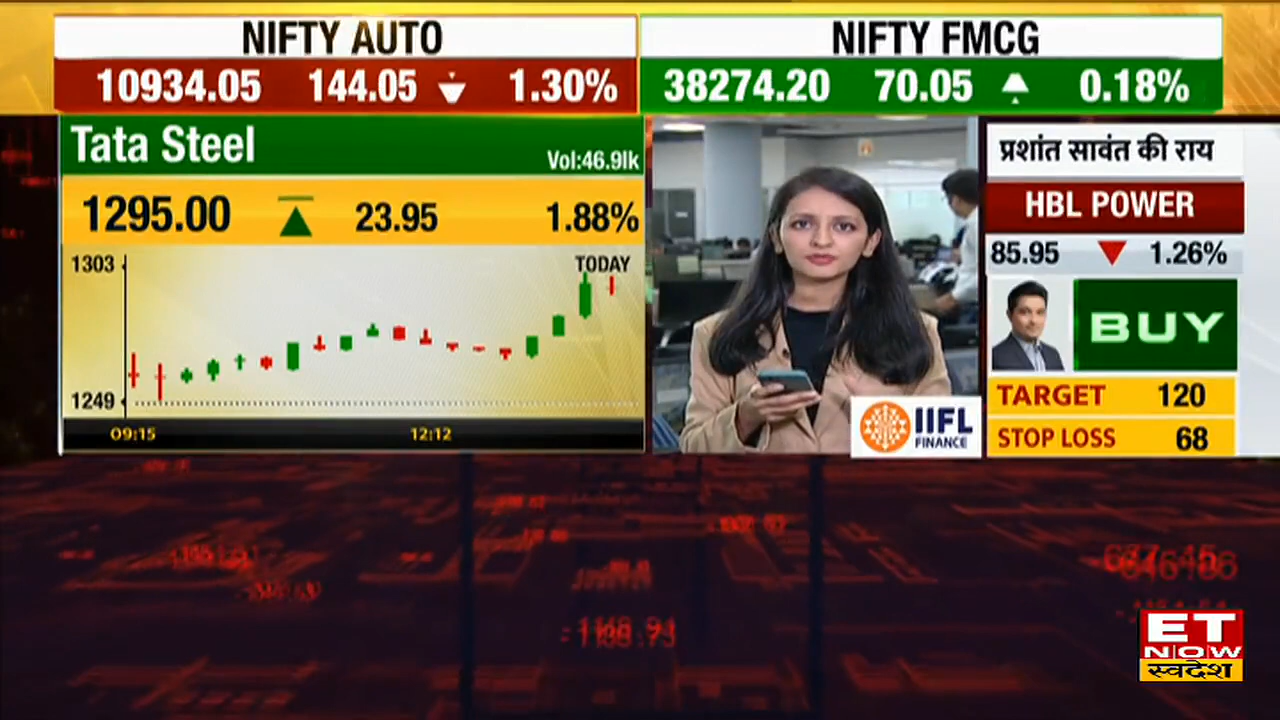 NIFTY AUTO
10934.05 144.05 1.30%
NIFTY FMCG
38274.20 70.05 0.18%
Tata Steel
Vol:46.9lk
1295.00 23.95 1.88%
1303
TODAY
1249
09:15 12:12
IIFL
FINANCE
प्रशांत सावंत की राय
HBL POWER
85.95 1.26%
BUY
TARGET 120
STOP LOSS 68
ET
NOW
स्वदेश